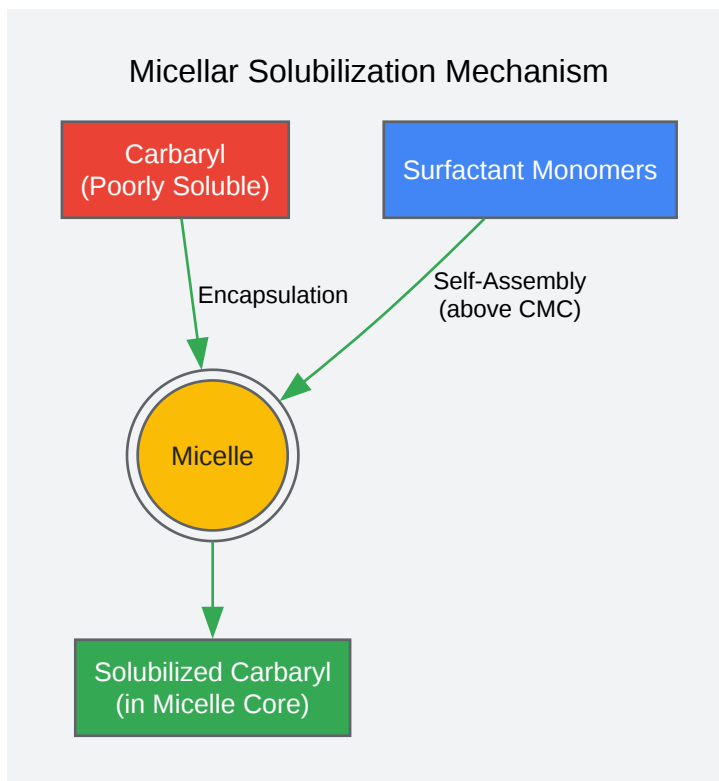 Micellar Solubilization Mechanism
Carbaryl
(Poorly Soluble)
Surfactant Monomers
Encapsulation
Self-Assembly
(above CMC)
Micelle
Solubilized Carbaryl
(in Micelle Core)